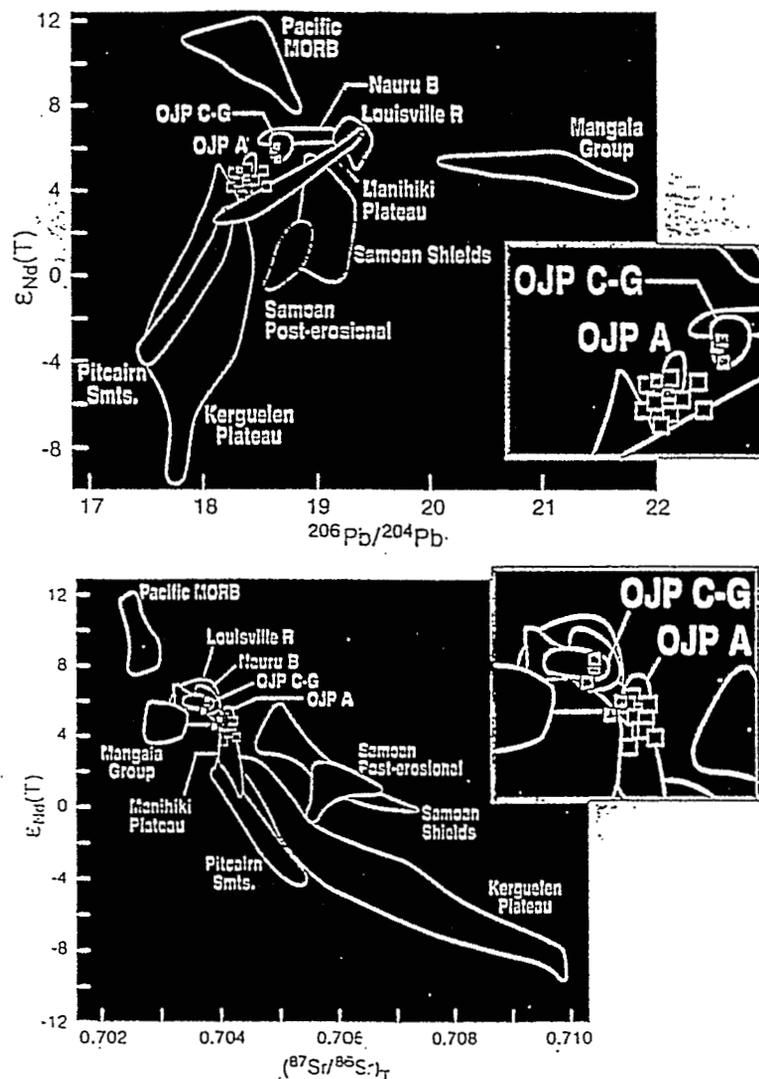 12
8
4
0
-4
-8
εNd(T)
Pacific
MORB
Nauru B
OJP C-G
Louisville R
OJP A
Mangaia
Group
Manihiki
Plateau
Samoan Shields
Samoan
Post-erosional
Pitcairn
Smts.
Kerguelen
Plateau
OJP C-G
OJP A
17 18 19 20 21 22
206Pb/204Pb
12
8
4
0
-4
-8
-12
εNd(T)
Pacific MORB
Louisville R
Nauru B
OJP C-G
OJP A
Mangaia
Group
Manihiki
Plateau
Pitcairn
Smts.
Samoan
Post-erosional
Samoan
Shields
Kerguelen
Plateau
OJP C-G
OJP A
0.702 0.704 0.706 0.708 0.710
(87Sr/86Sr)T